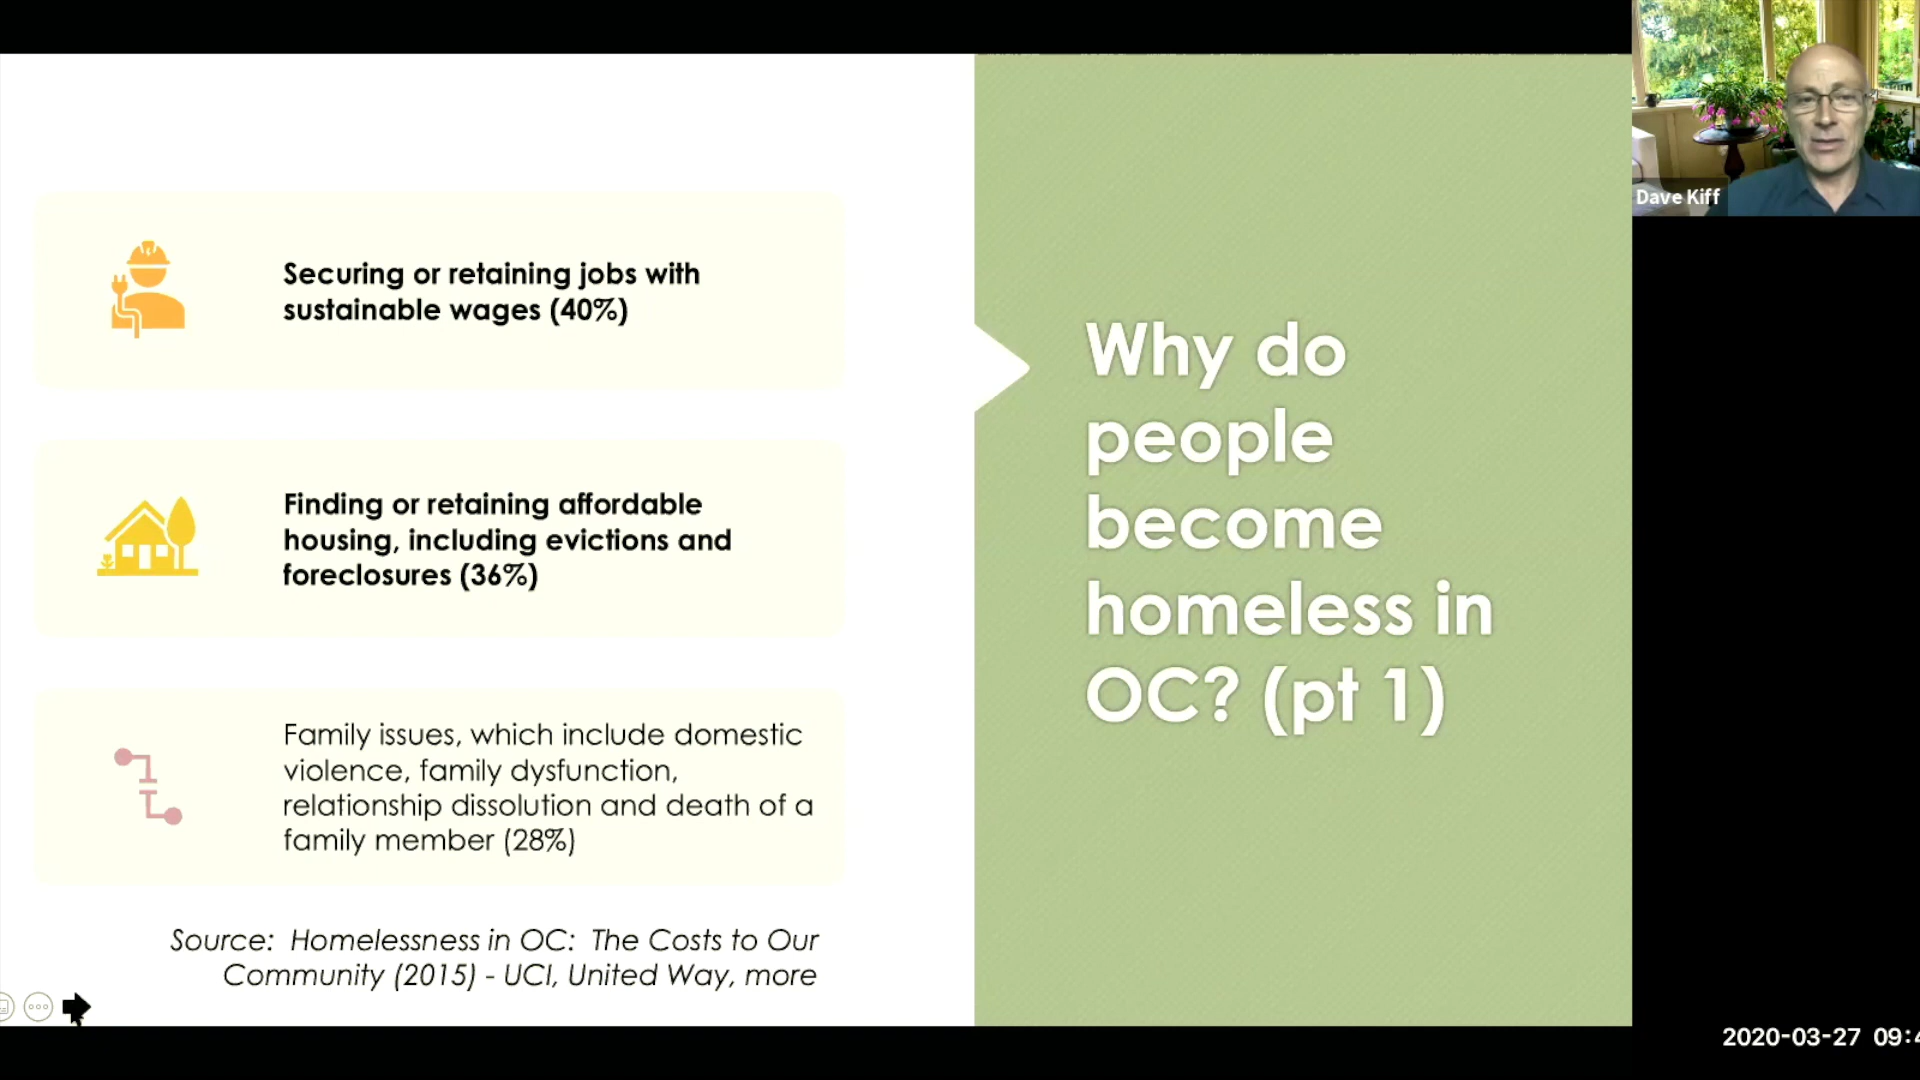 Securing or retaining jobs with
sustainable wages (40%)
Finding or retaining affordable
housing, including evictions and
foreclosures (36%)
Family issues, which include domestic
violence, family dysfunction,
relationship dissolution and death of a
family member (28%)
Source: Homelessness in OC: The Costs to Our
Community (2015) - UCI, United Way, more
Why do
people
become
homeless in
OC? (pt 1)
Dave Kiff
2020-03-27 09:4